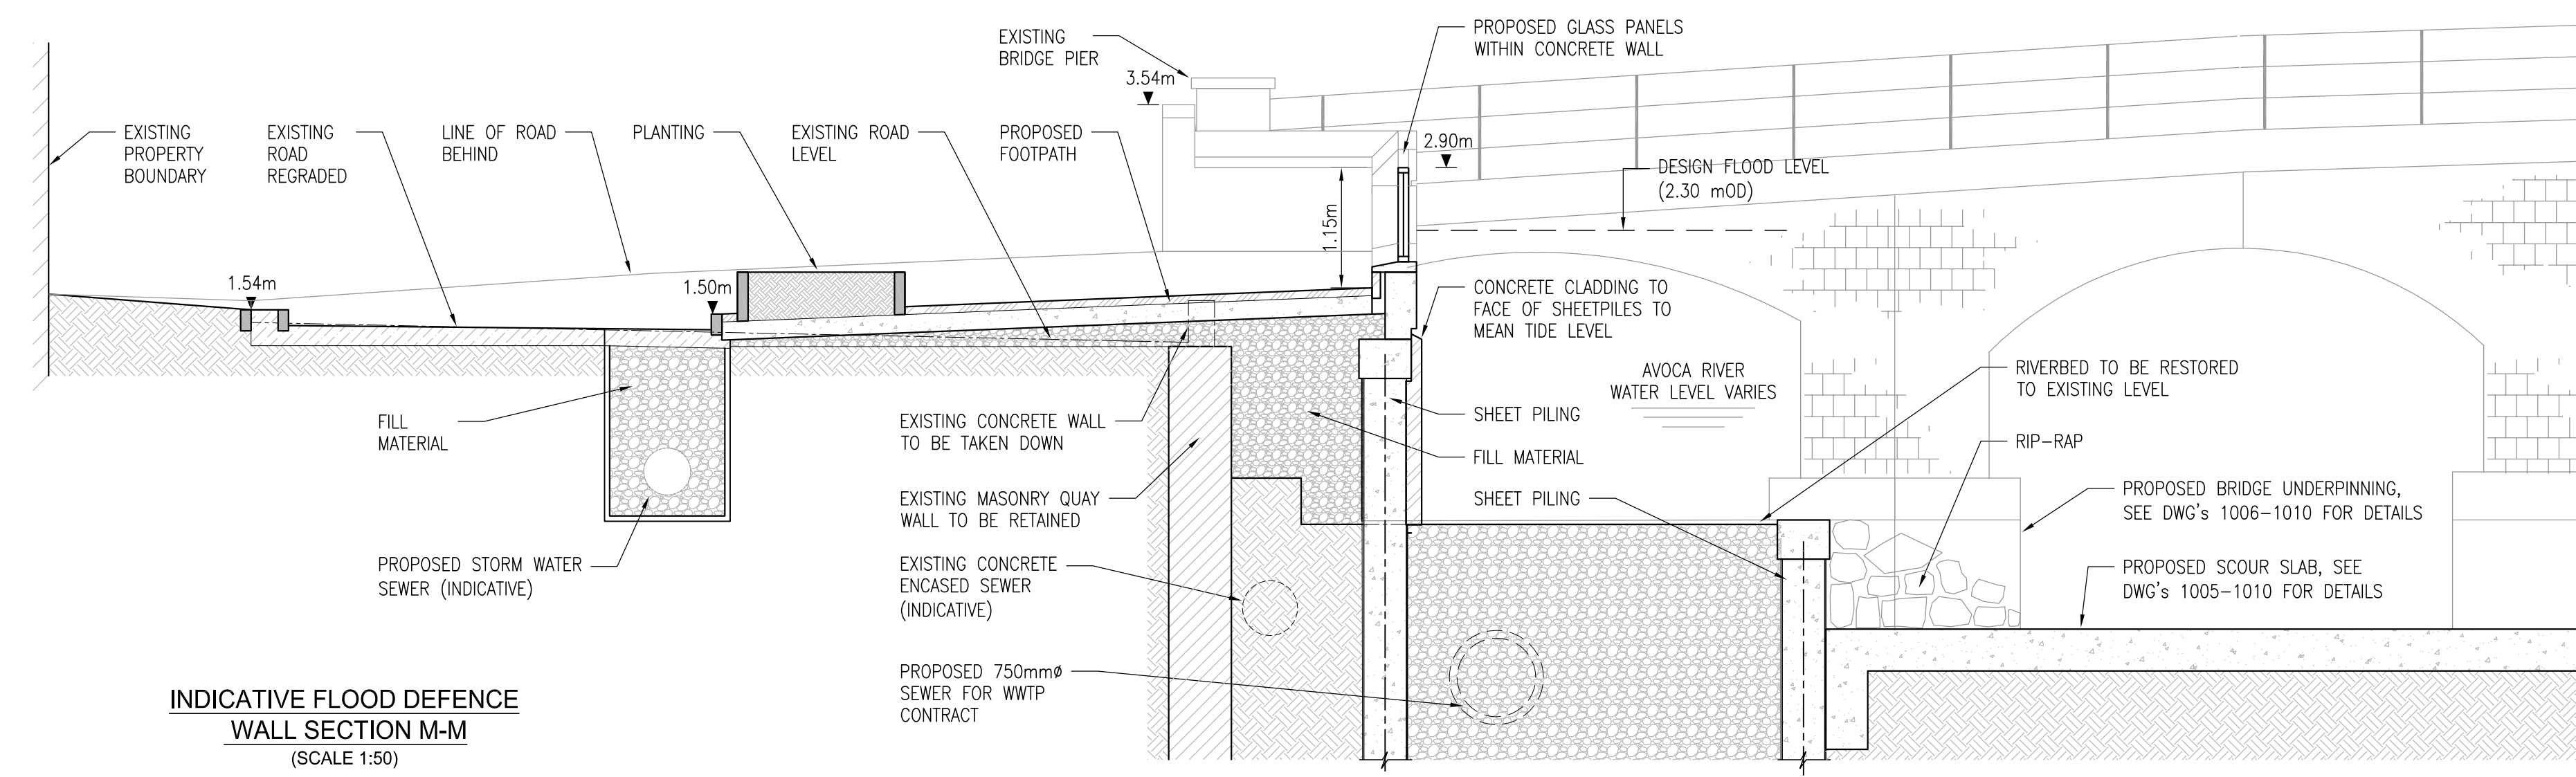 EXISTING
BRIDGE PIER
3.54m
PROPOSED GLASS PANELS
WITHIN CONCRETE WALL
EXISTING
PROPERTY
BOUNDARY
EXISTING
ROAD
REGRADED
LINE OF ROAD
BEHIND
PLANTING
EXISTING ROAD
LEVEL
PROPOSED
FOOTPATH
2.90m
DESIGN FLOOD LEVEL
(2.30 mOD)
1.15m
1.54m
1.50m
CONCRETE CLADDING TO
FACE OF SHEETPILES TO
MEAN TIDE LEVEL
AVOCA RIVER
WATER LEVEL VARIES
RIVERBED TO BE RESTORED
TO EXISTING LEVEL
FILL
MATERIAL
EXISTING CONCRETE WALL
TO BE TAKEN DOWN
SHEET PILING
RIP-RAP
FILL MATERIAL
EXISTING MASONRY QUAY
WALL TO BE RETAINED
SHEET PILING
PROPOSED BRIDGE UNDERPINNING,
SEE DWG's 1006-1010 FOR DETAILS
PROPOSED STORM WATER
SEWER (INDICATIVE)
EXISTING CONCRETE
ENCASED SEWER
(INDICATIVE)
PROPOSED SCOUR SLAB, SEE
DWG's 1005-1010 FOR DETAILS
PROPOSED 750mmø
SEWER FOR WWTP
CONTRACT
INDICATIVE FLOOD DEFENCE
WALL SECTION M-M
(SCALE 1:50)